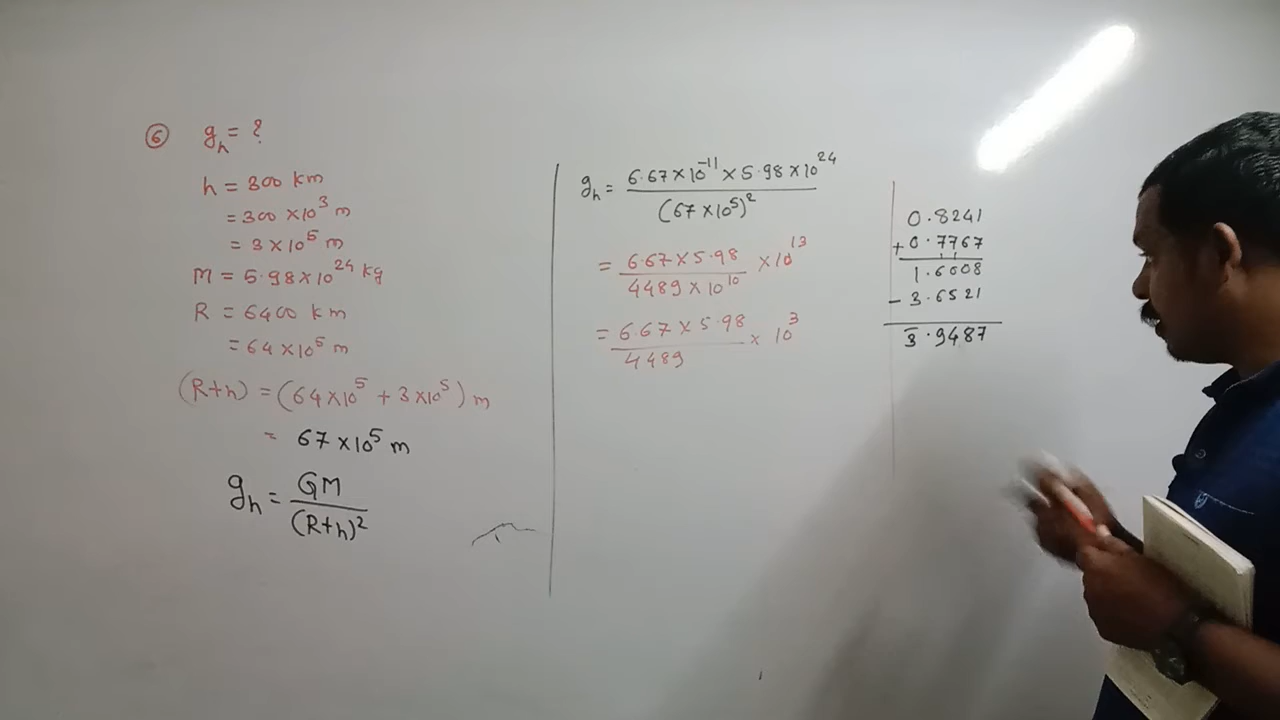 ⑥ gₕ = ?
h = 300 km
= 300 × 10³ m
= 3 × 10⁵ m
M = 5.98 × 10²⁴ kg
R = 6400 km
= 64 × 10⁵ m
(R+h) = (64 × 10⁵ + 3 × 10⁵) m
= 67 × 10⁵ m
gₕ = GM / (R+h)²
gₕ = 6.67 × 10⁻¹¹ × 5.98 × 10²⁴ / (67 × 10⁵)²
= 6.67 × 5.98 / 4489 × 10¹⁰ × 10¹³
= 6.67 × 5.98 / 4489 × 10³
0.8241
+ 0.7767
1.6008
− 3.6521
3̅.9487